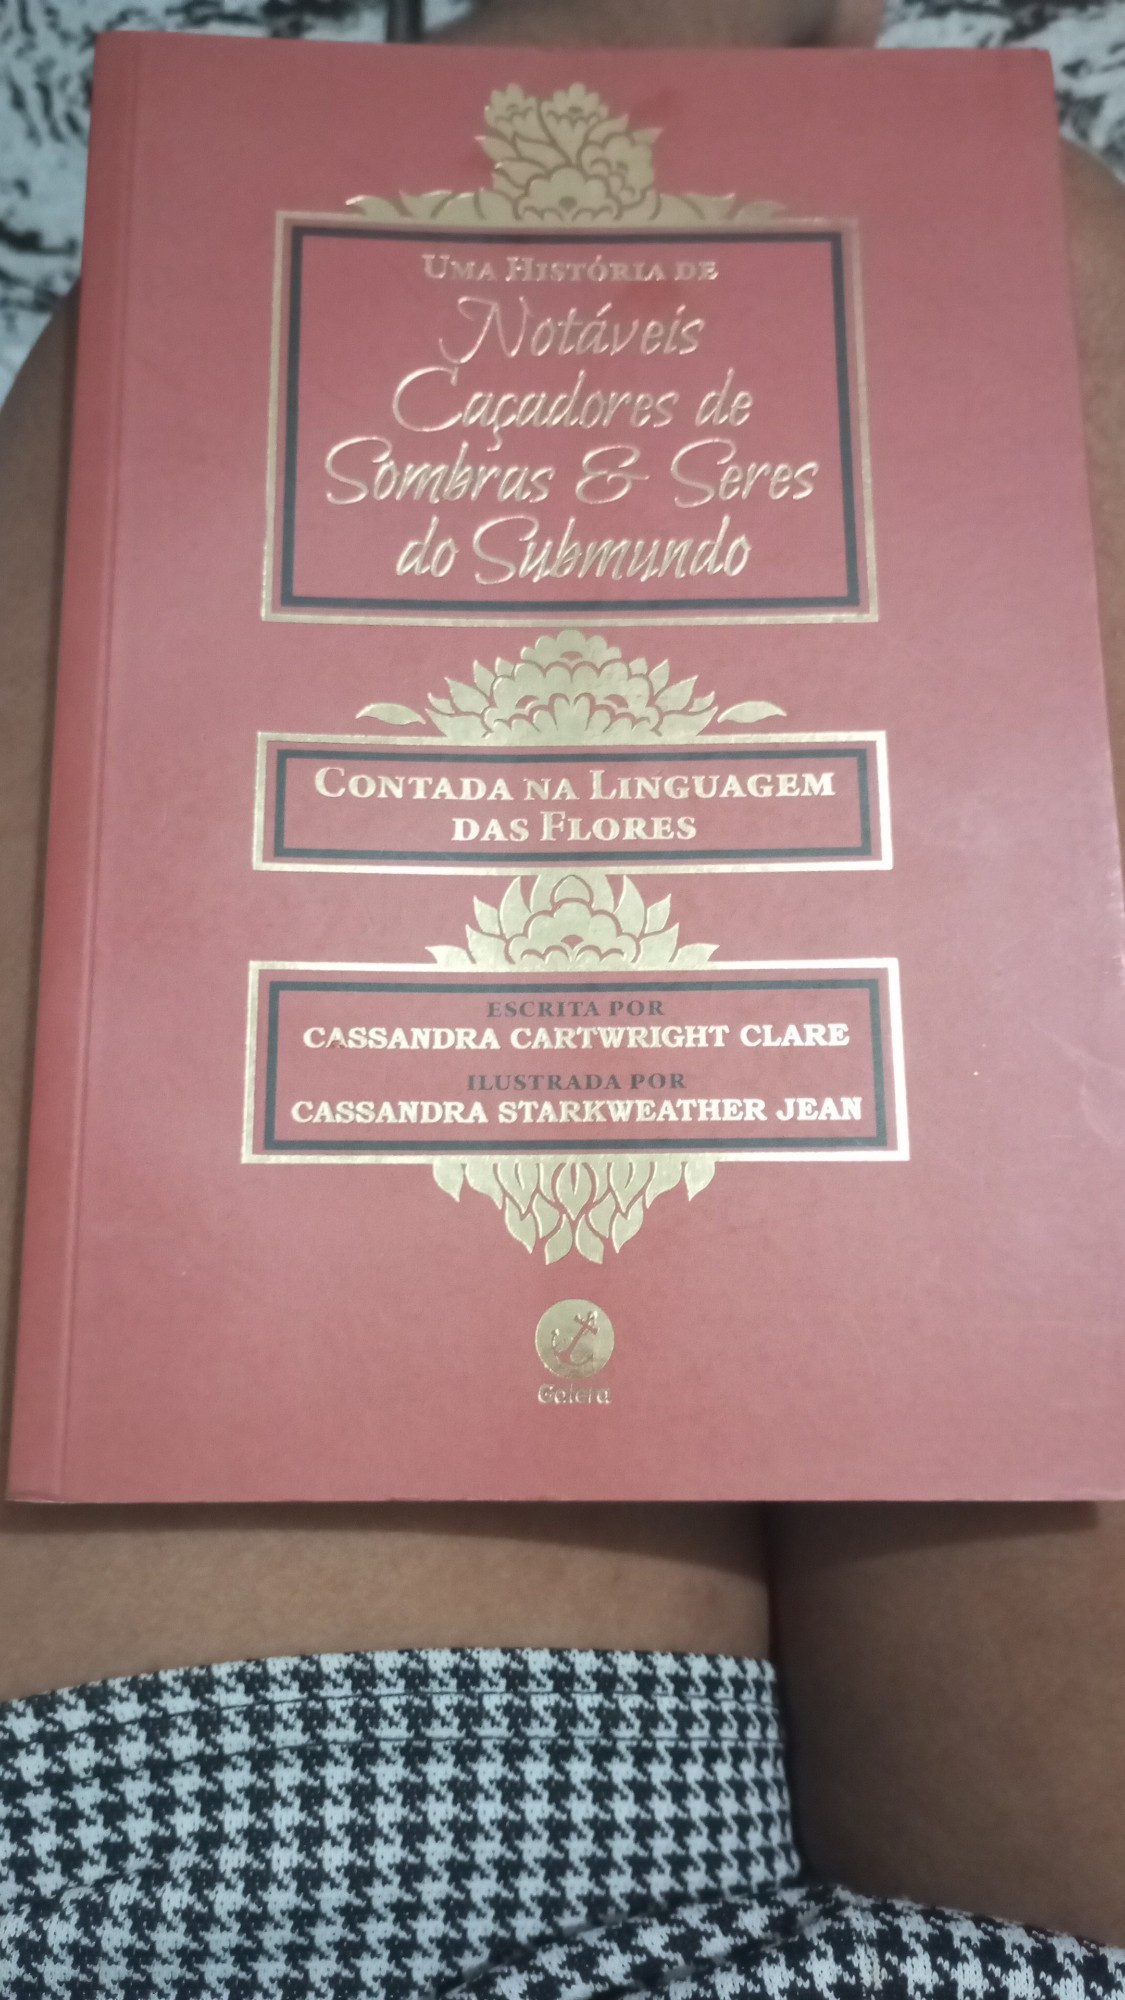 UMA HISTÓRIA DE
Notáveis
Caçadores de
Sombras & Seres
do Submundo
CONTADA NA LINGUAGEM
DAS FLORES
ESCRITA POR
CASSANDRA CARTWRIGHT CLARE
ILUSTRADA POR
CASSANDRA STARKWEATHER JEAN
Galera